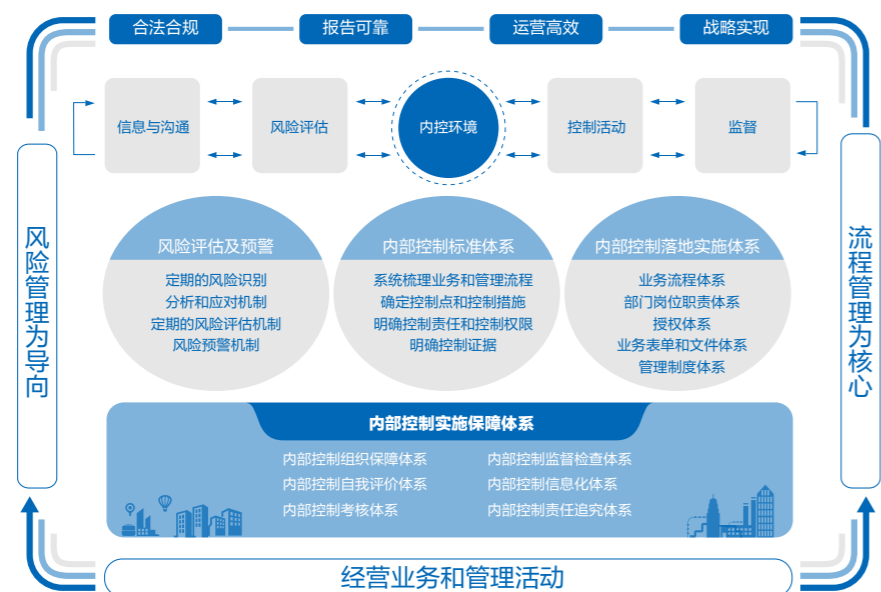 合法合规
报告可靠
运营高效
战略实现
信息与沟通
风险评估
内控环境
控制活动
监督
风险管理为导向
流程管理为核心
风险评估及预警
定期的风险识别
分析和应对机制
定期的风险评估机制
风险预警机制
内部控制标准体系
系统梳理业务和管理流程
确定控制点和控制措施
明确控制责任和控制权限
明确控制证据
内部控制落地实施体系
业务流程体系
部门岗位职责体系
授权体系
业务表单和文件体系
管理制度体系
内部控制实施保障体系
内部控制组织保障体系
内部控制监督检查体系
内部控制自我评价体系
内部控制信息化体系
内部控制考核体系
内部控制责任追究体系
经营业务和管理活动